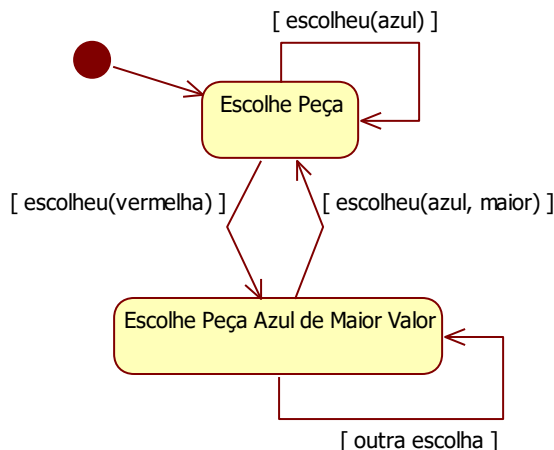 [ escolheu(azul) ]
Escolhe Peça
[ escolheu(vermelha) ]
[ escolheu(azul, maior) ]
Escolhe Peça Azul de Maior Valor
[ outra escolha ]